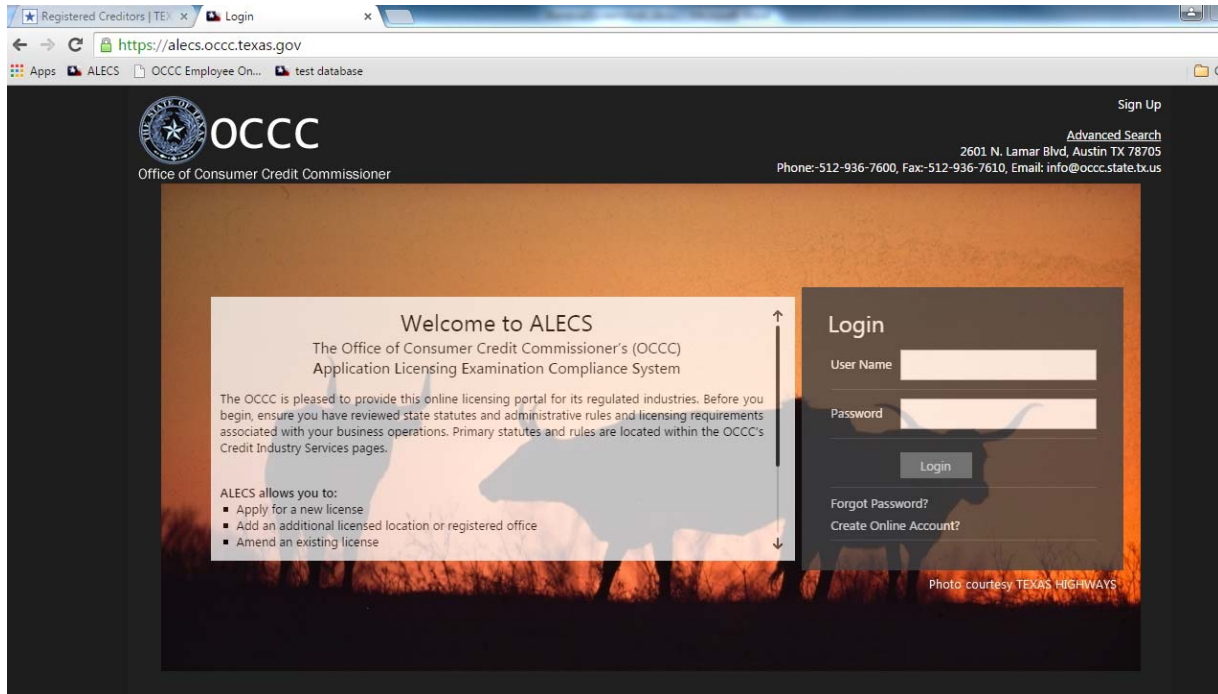 Registered Creditors | TEX
Login
https://alecs.occc.texas.gov
Apps ALECS OCCC Employee On... test database
THE STATE OF TEXAS
OCCC
Office of Consumer Credit Commissioner
Sign Up
Advanced Search
2601 N. Lamar Blvd, Austin TX 78705
Phone:-512-936-7600, Fax:-512-936-7610, Email: info@occc.state.tx.us
Welcome to ALECS
The Office of Consumer Credit Commissioner's (OCCC)
Application Licensing Examination Compliance System
The OCCC is pleased to provide this online licensing portal for its regulated industries. Before you
begin, ensure you have reviewed state statutes and administrative rules and licensing requirements
associated with your business operations. Primary statutes and rules are located within the OCCC's
Credit Industry Services pages.
ALECS allows you to:
▪ Apply for a new license
▪ Add an additional licensed location or registered office
▪ Amend an existing license
Login
User Name
Password
Login
Forgot Password?
Create Online Account?
Photo courtesy TEXAS HIGHWAYS